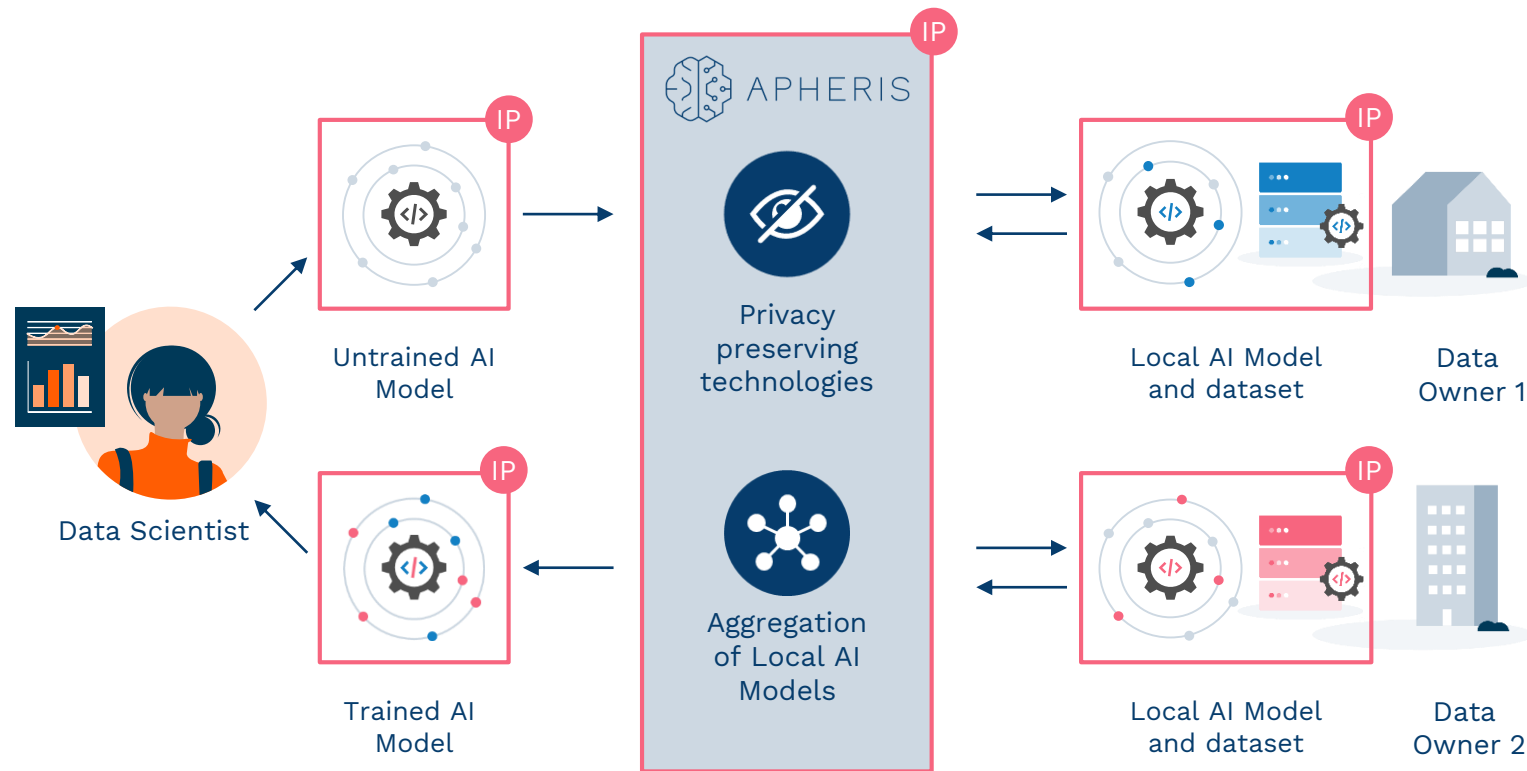 IP
APHERIS
IP
IP
Untrained AI
Model
Privacy
preserving
technologies
Local AI Model
and dataset
Data
Owner 1
Data Scientist
IP
IP
Trained AI
Model
Aggregation
of Local AI
Models
Local AI Model
and dataset
Data
Owner 2